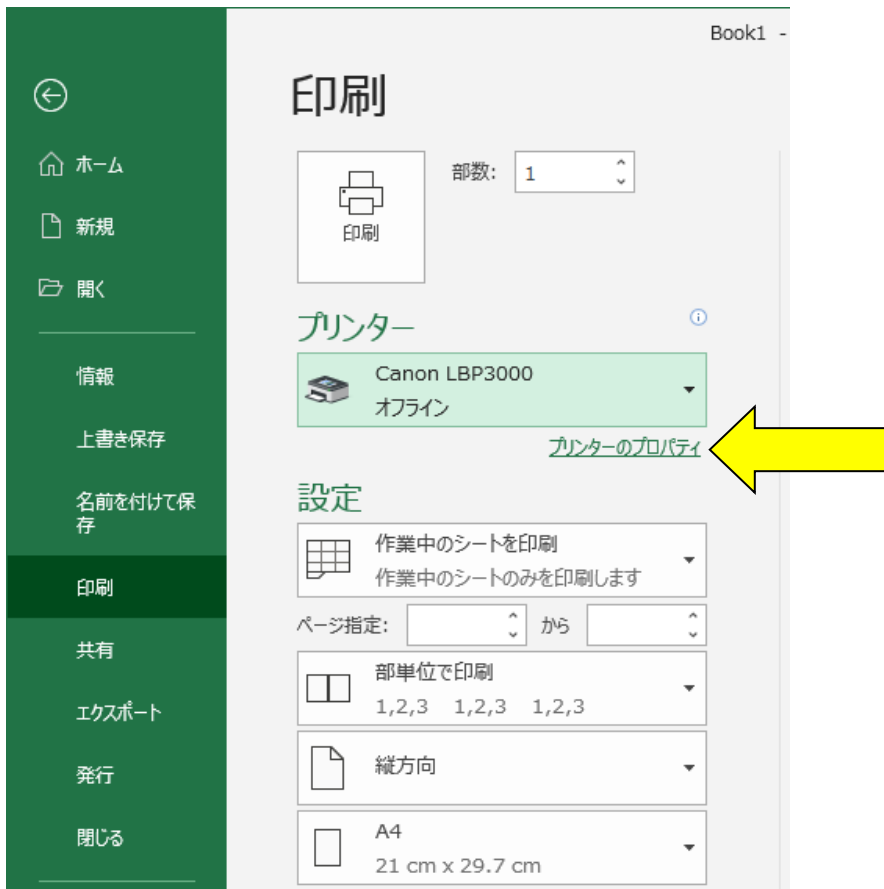 Book1 -
印刷
ホーム
新規
開く
情報
上書き保存
名前を付けて保
存
印刷
共有
エクスポート
発行
閉じる
印刷
部数: 1
プリンター
Canon LBP3000
オフライン
プリンターのプロパティ
設定
作業中のシートを印刷
作業中のシートのみを印刷します
ページ指定: から
部単位で印刷
1,2,3 1,2,3 1,2,3
縦方向
A4
21 cm x 29.7 cm